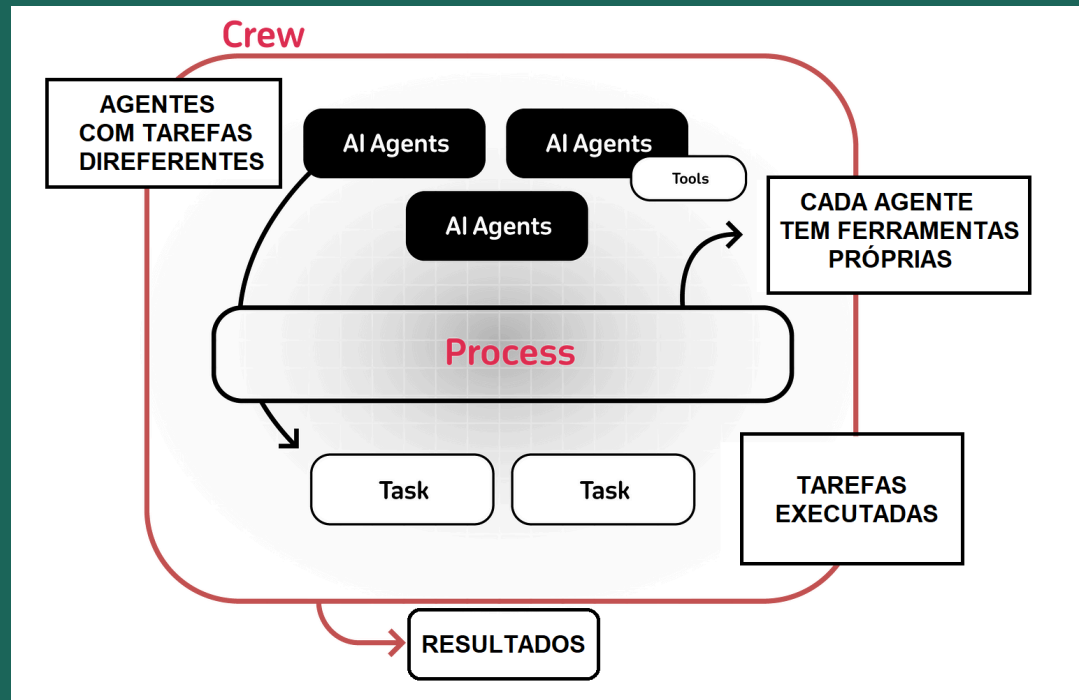 Crew
AGENTES
COM TAREFAS
DIREFERENTES
AI Agents
AI Agents
Tools
AI Agents
CADA AGENTE
TEM FERRAMENTAS
PRÓPRIAS
Process
Task
Task
TAREFAS
EXECUTADAS
RESULTADOS